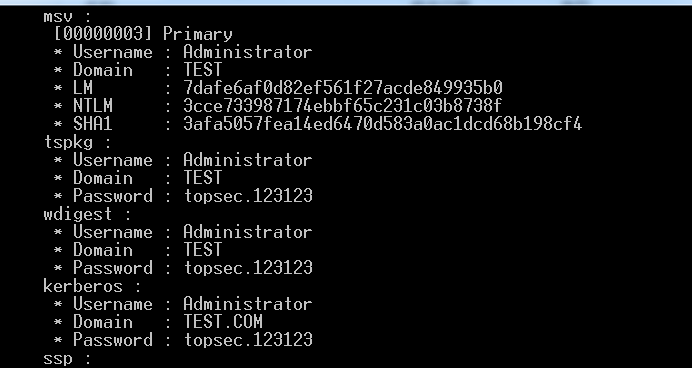 msv :
[00000003] Primary
* Username : Administrator
* Domain   : TEST
* LM       : 7dafe6af0d82ef561f27acde849935b0
* NTLM     : 3cce733987174ebbf65c231c03b8738f
* SHA1     : 3afa5057fea14ed6470d583a0ac1dcd68b198cf4
tspkg :
* Username : Administrator
* Domain   : TEST
* Password : topsec.123123
wdigest :
* Username : Administrator
* Domain   : TEST
* Password : topsec.123123
kerberos :
* Username : Administrator
* Domain   : TEST.COM
* Password : topsec.123123
ssp :